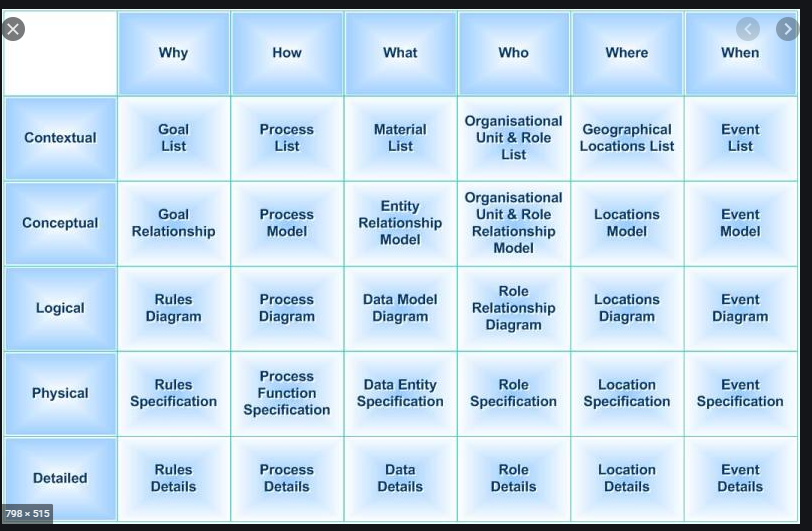 Why How What Who Where When
Contextual
Goal
List
Process
List
Material
List
Organisational
Unit & Role
List
Geographical
Locations List
Event
List
Conceptual
Goal
Relationship
Process
Model
Entity
Relationship
Model
Organisational
Unit & Role
Relationship
Model
Locations
Model
Event
Model
Logical
Rules
Diagram
Process
Diagram
Data Model
Diagram
Role
Relationship
Diagram
Locations
Diagram
Event
Diagram
Physical
Rules
Specification
Process
Function
Specification
Data Entity
Specification
Role
Specification
Location
Specification
Event
Specification
Detailed
Rules
Details
Process
Details
Data
Details
Role
Details
Location
Details
Event
Details
798 × 515